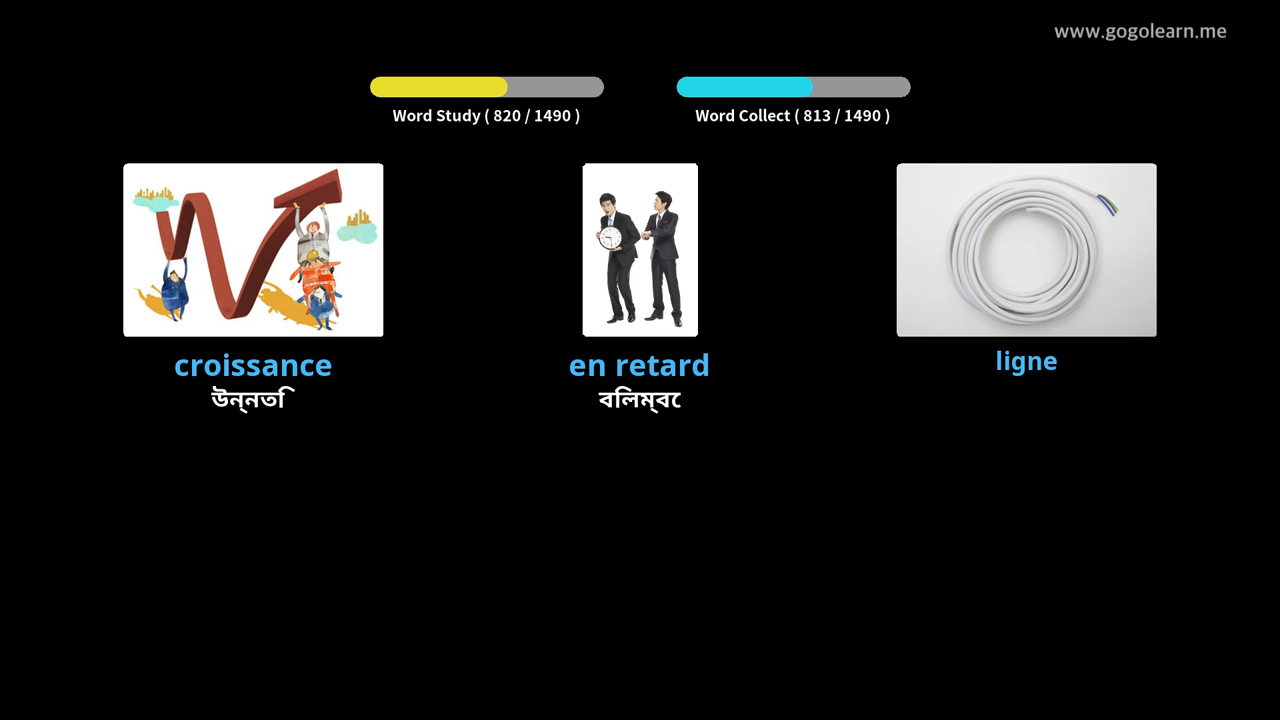 www.gogolearn.me
Word Study ( 820 / 1490 )
Word Collect ( 813 / 1490 )
croissance
en retard
ligne
উন্নতি
বিলম্বে